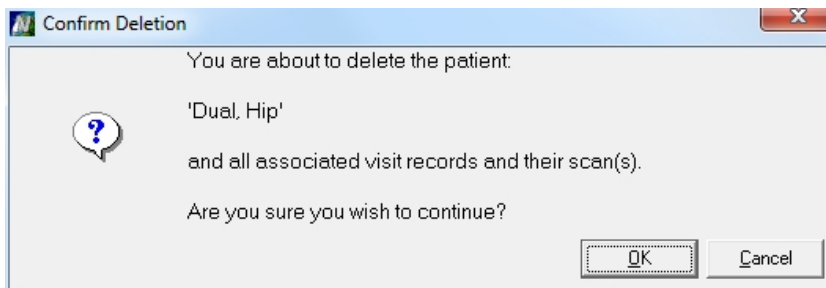 Confirm Deletion
You are about to delete the patient:
'Dual, Hip'
and all associated visit records and their scan(s).
Are you sure you wish to continue?
OK Cancel